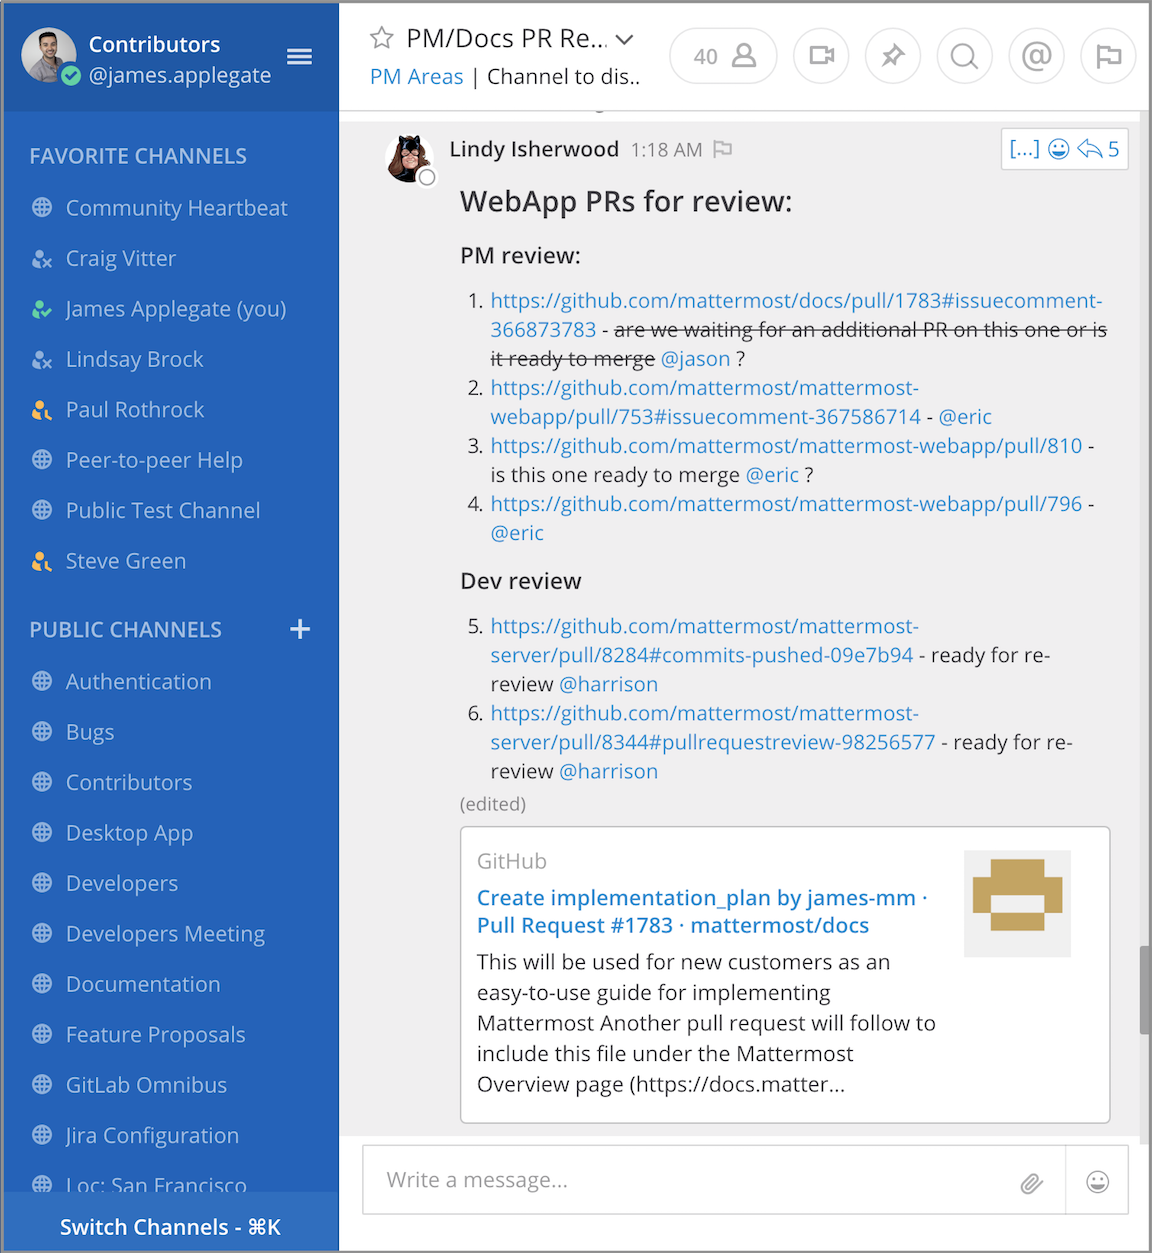 Contributors
@james.applegate
FAVORITE CHANNELS
Community Heartbeat
Craig Vitter
James Applegate (you)
Lindsay Brock
Paul Rothrock
Peer-to-peer Help
Public Test Channel
Steve Green
PUBLIC CHANNELS +
Authentication
Bugs
Contributors
Desktop App
Developers
Developers Meeting
Documentation
Feature Proposals
GitLab Omnibus
Jira Configuration
Loc: San Francisco
Switch Channels - ⌘K
PM/Docs PR Re...
PM Areas | Channel to dis..
40
@
Lindy Isherwood 1:18 AM
[...] 5
WebApp PRs for review:
PM review:
1. https://github.com/mattermost/docs/pull/1783#issuecomment-
366873783 - are we waiting for an additional PR on this one or is
it ready to merge @jason ?
2. https://github.com/mattermost/mattermost-
webapp/pull/753#issuecomment-367586714 - @eric
3. https://github.com/mattermost/mattermost-webapp/pull/810 -
is this one ready to merge @eric ?
4. https://github.com/mattermost/mattermost-webapp/pull/796 -
@eric
Dev review
5. https://github.com/mattermost/mattermost-
server/pull/8284#commits-pushed-09e7b94 - ready for re-
review @harrison
6. https://github.com/mattermost/mattermost-
server/pull/8344#pullrequestreview-98256577 - ready for re-
review @harrison
(edited)
GitHub
Create implementation_plan by james-mm ·
Pull Request #1783 · mattermost/docs
This will be used for new customers as an
easy-to-use guide for implementing
Mattermost Another pull request will follow to
include this file under the Mattermost
Overview page (https://docs.matter...
Write a message...